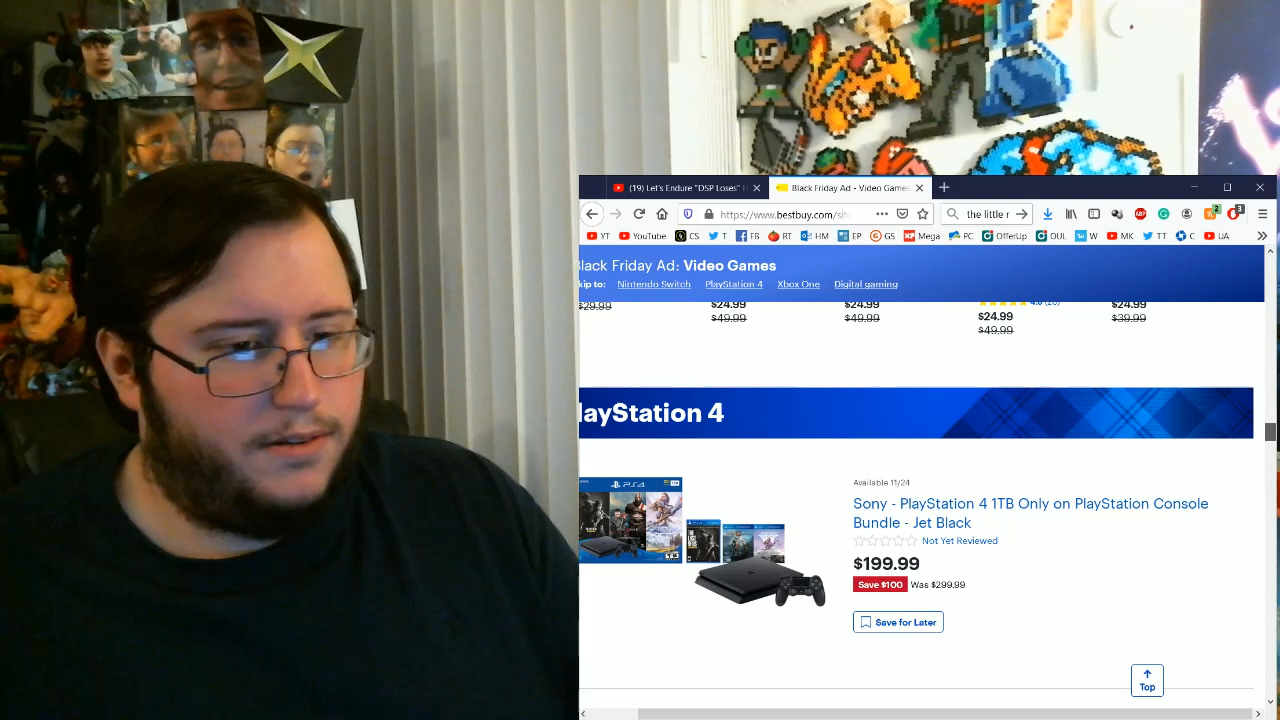 (19) Let's Endure "DSP Loses" H
Black Friday Ad - Video Games
https://www.bestbuy.com/site
the little r
YT YouTube CS T FB RT HM EP GS Mega PC OfferUp OUL W MK TT C UA
lack Friday Ad: Video Games
kip to: Nintendo Switch PlayStation 4 Xbox One Digital gaming
$29.99 $24.99 $24.99 $24.99
$49.99 $49.99 $24.99 $39.99
$49.99
layStation 4
PS4
Available 11/24
Sony - PlayStation 4 1TB Only on PlayStation Console
Bundle - Jet Black
Not Yet Reviewed
$199.99
Save $100 Was $299.99
Save for Later
Top